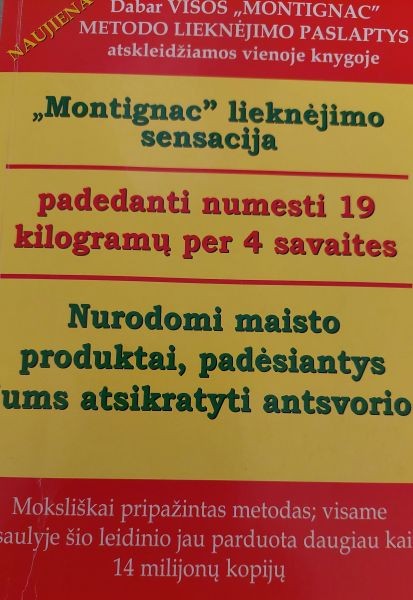 NAUJIENA
Dabar VISOS „MONTIGNAC”
METODO LIEKNĖJIMO PASLAPTYS
atskleidžiamos vienoje knygoje
„Montignac” lieknėjimo
sensacija
padedanti numesti 19
kilogramų per 4 savaites
Nurodomi maisto
produktai, padėsiantys
Jums atsikratyti antsvorio
Moksliškai pripažintas metodas; visame
saulyje šio leidinio jau parduota daugiau kai
14 milijonų kopijų